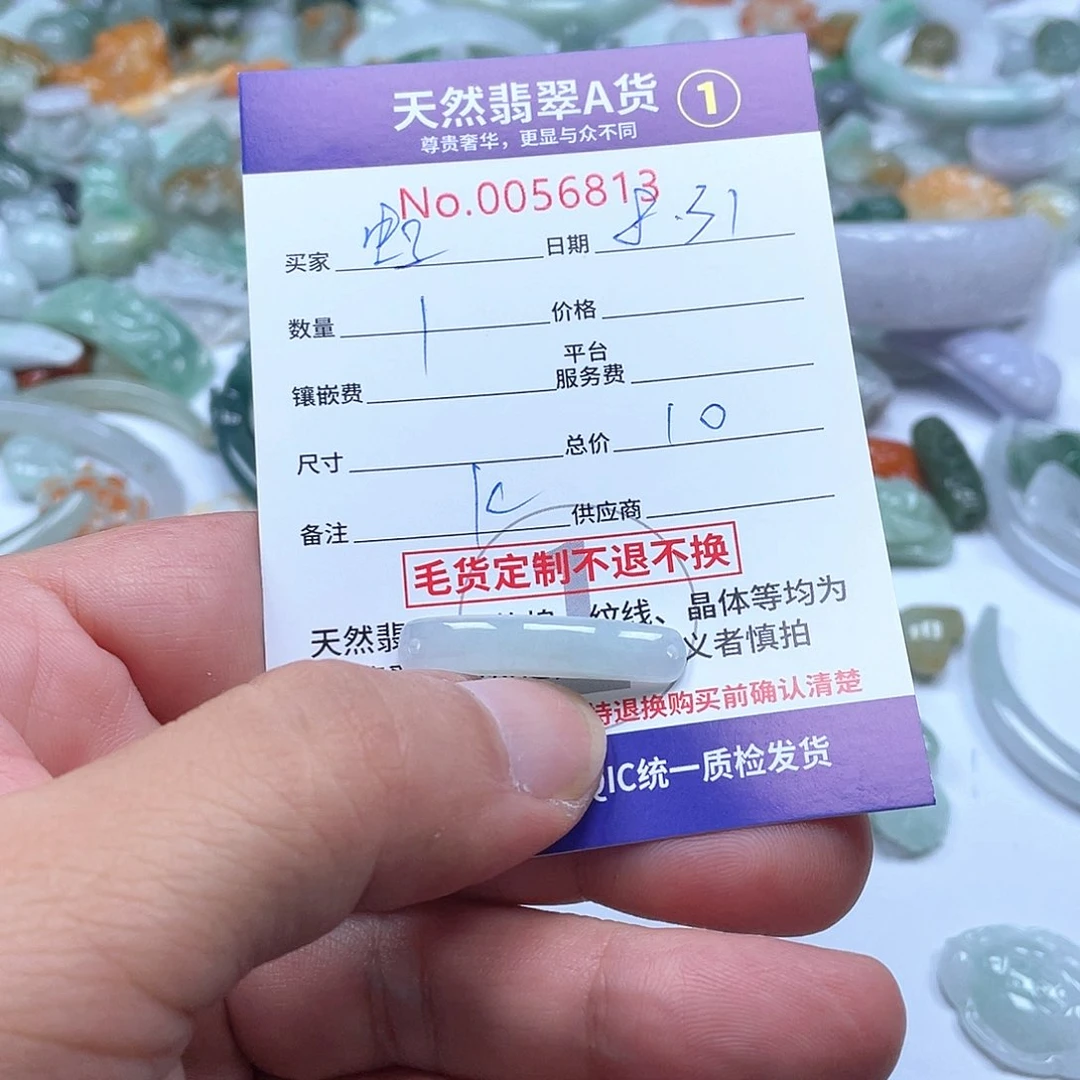 天然翡翠A货 1
尊贵奢华，更显与众不同
No.0056813
买家 日期 8.31
数量 1 价格
镶嵌费 平台服务费
尺寸 总价 10
备注 供应商
毛货定制不退不换
天然翡 纹线、晶体等均为
义者慎拍
持退换购买前确认清楚
QIC统一质检发货